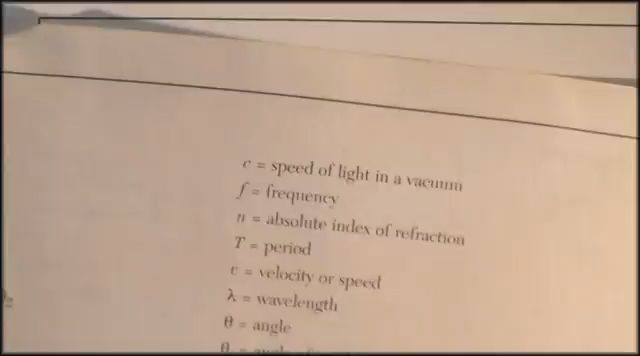 c = speed of light in a vacuum
f = frequency
n = absolute index of refraction
T = period
v = velocity or speed
λ = wavelength
θ = angle
θ